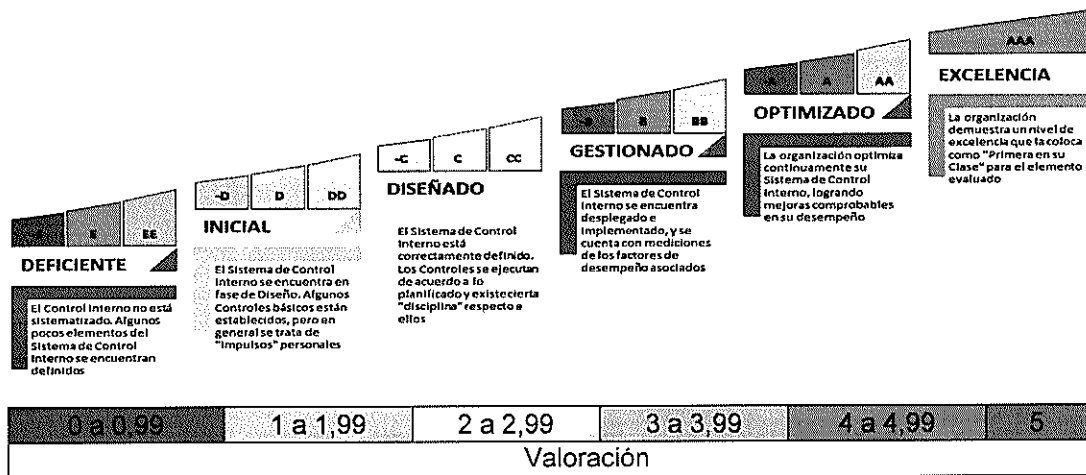 -E E EE
DEFICIENTE
El Control Interno no está
sistematizado. Algunos
pocos elementos del
Sistema de Control
Interno se encuentran
definidos
-D D DD
INICIAL
El Sistema de Control
Interno se encuentra en
fase de Diseño. Algunos
Controles básicos están
establecidos, pero en
general se trata de
"impulsos" personales
-C C CC
DISEÑADO
El Sistema de Control
Interno está
correctamente definido.
Los Controles se ejecutan
de acuerdo a lo
planificado y existe cierta
"disciplina" respecto a
ellos
-B B BB
GESTIONADO
El Sistema de Control
Interno se encuentra
desplegado e
implementado, y se
cuenta con mediciones
de los factores de
desempeño asociados
-A A AA
OPTIMIZADO
La organización optimiza
continuamente su
Sistema de Control
Interno, logrando
mejoras comprobables
en su desempeño
AAA
EXCELENCIA
La organización
demuestra un nivel de
excelencia que la coloca
como "Primera en su
Clase" para el elemento
evaluado
0 a 0,99 1 a 1,99 2 a 2,99 3 a 3,99 4 a 4,99 5
Valoración